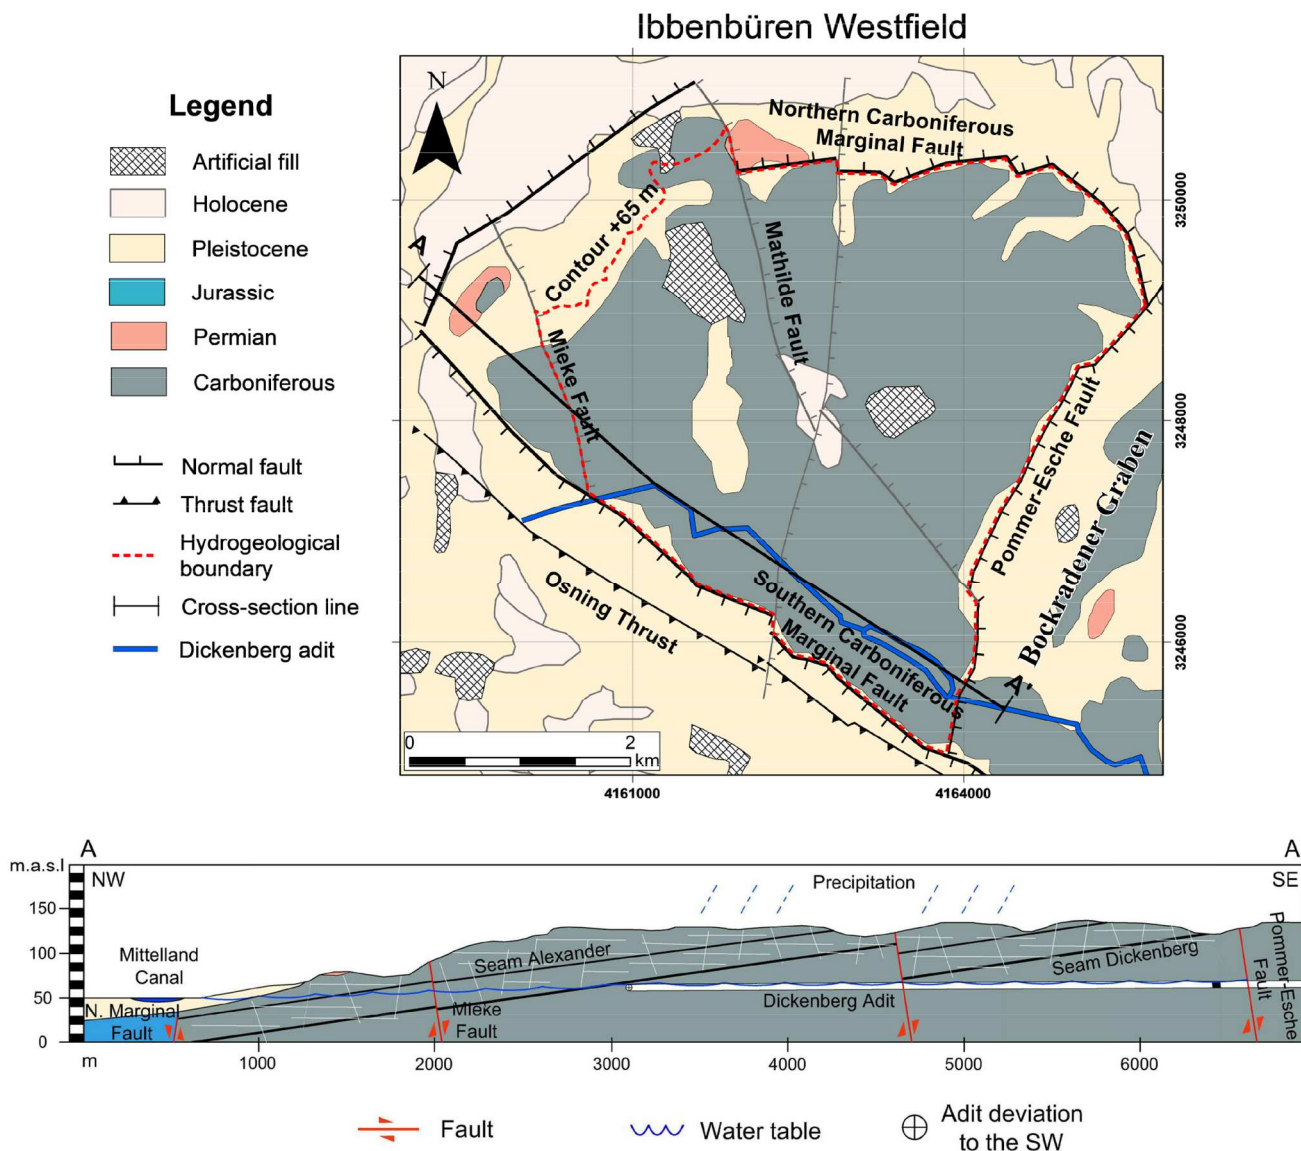 Ibbenbüren Westfield
Legend
Artificial fill
Holocene
Pleistocene
Jurassic
Permian
Carboniferous
Normal fault
Thrust fault
Hydrogeological
boundary
Cross-section line
Dickenberg adit
N
Northern Carboniferous
Marginal Fault
A
Contour +65 m
Mathilde Fault
Mieke Fault
Pommer-Esche Fault
Bockradener Graben
Osning Thrust
Southern Carboniferous
Marginal Fault
A'
0 2
km
3250000
3248000
3246000
4161000 4164000
A A
m.a.s.l
NW SE
150
100
50
0
Precipitation
Mittelland
Canal
N. Marginal
Fault
Seam Alexander
Mieke
Fault
Dickenberg Adit
Seam Dickenberg
Pommer-Esche
Fault
m 1000 2000 3000 4000 5000 6000
Fault
Water table
Adit deviation
to the SW